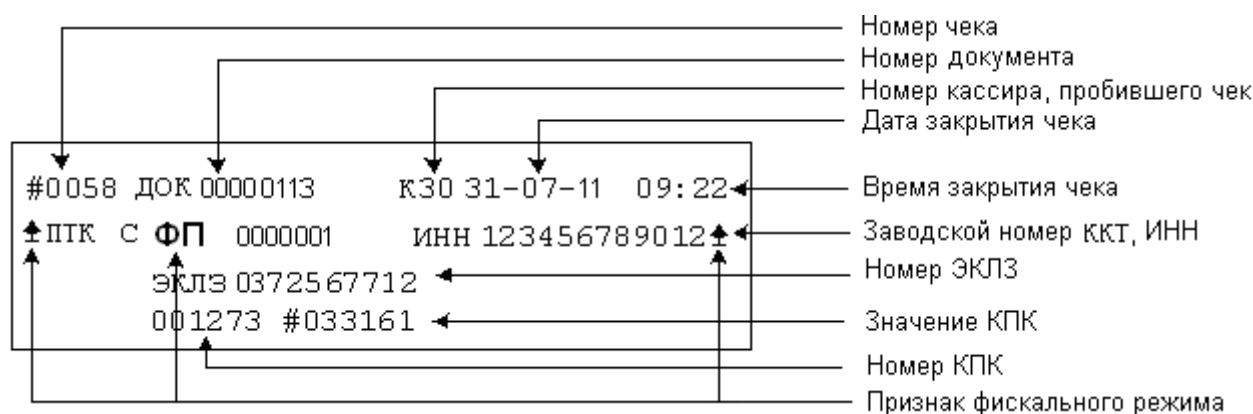 Номер чека
Номер документа
Номер кассира, пробившего чек
Дата закрытия чека
#0058 ДОК 00000113 К30 31-07-11 09:22
Время закрытия чека
ПТК С ФП 0000001 ИНН 123456789012
Заводской номер ККТ, ИНН
ЭКЛЗ 0372567712
Номер ЭКЛЗ
001273 #033161
Значение КПК
Номер КПК
Признак фискального режима